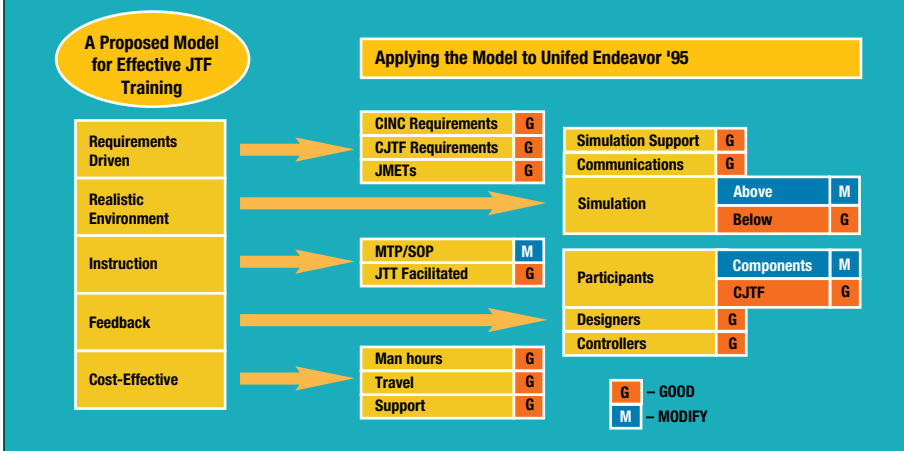 A Proposed Model
for Effective JTF
Training
Applying the Model to Unifed Endeavor '95
Requirements
Driven
CINC Requirements G
CJTF Requirements G
JMETs G
Realistic
Environment
Simulation Support G
Communications G
Simulation
Above M
Below G
Instruction
MTP/SOP M
JTT Facilitated G
Feedback
Participants
Components M
CJTF G
Designers G
Controllers G
Cost-Effective
Man hours G
Travel G
Support G
G – GOOD
M – MODIFY